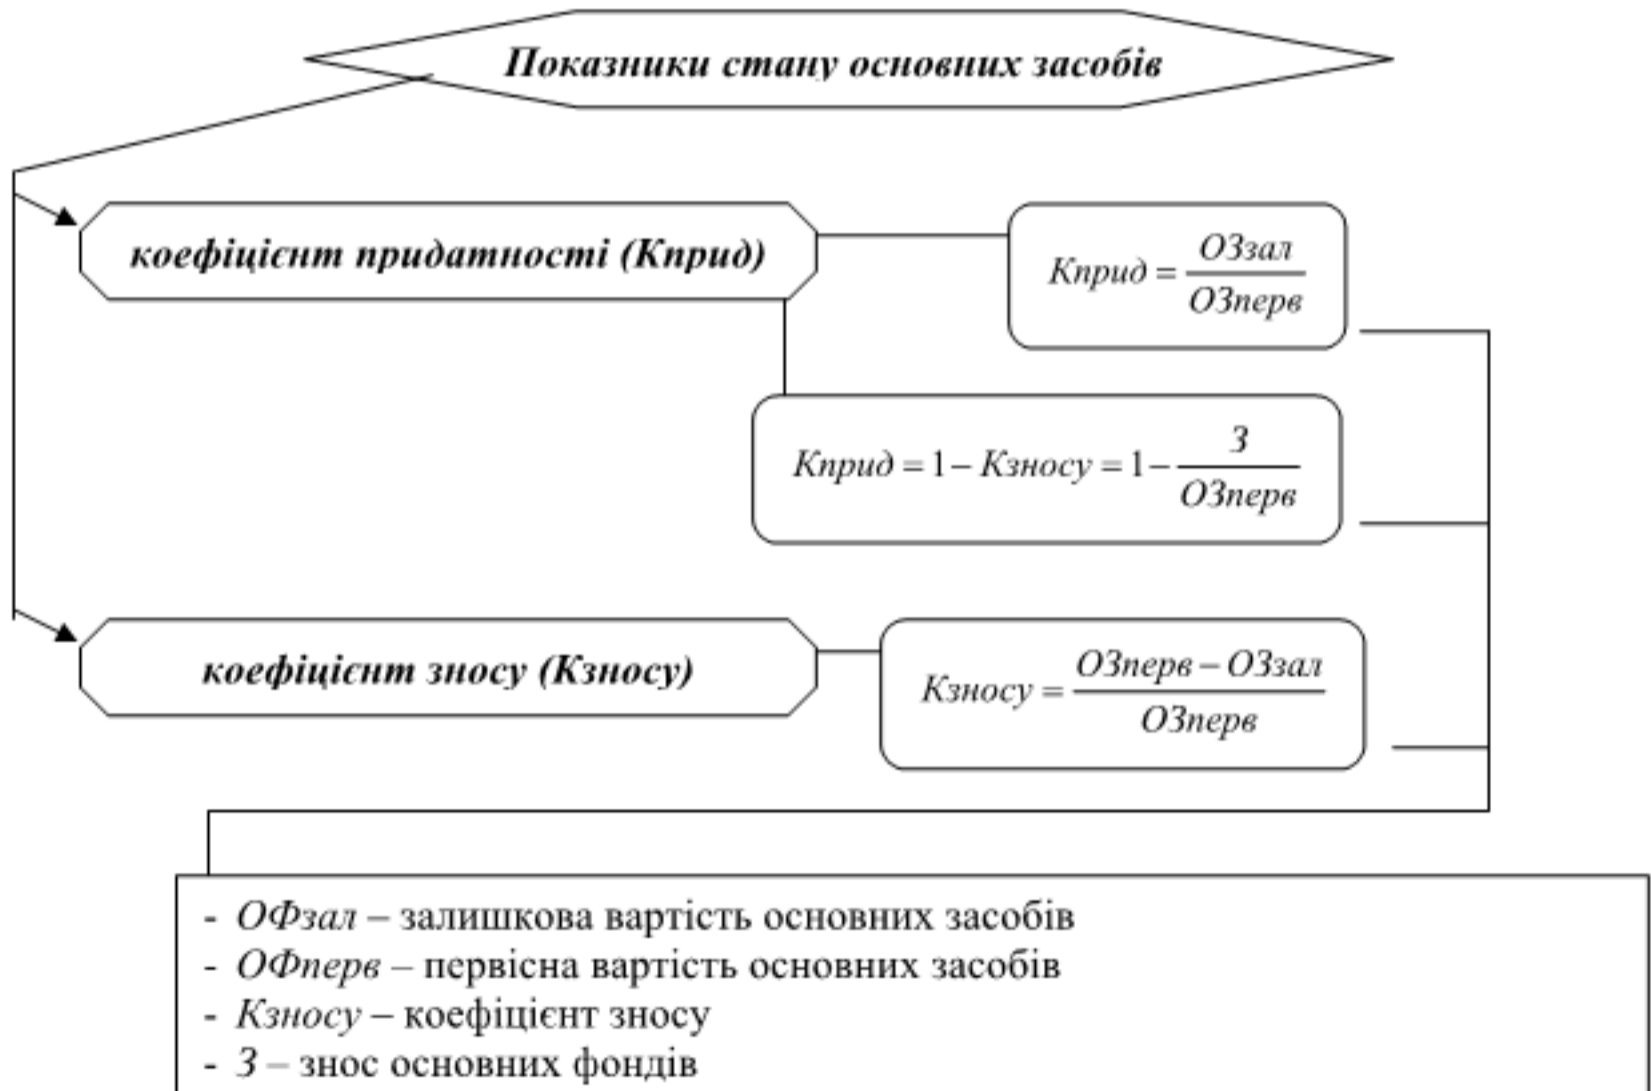 Показники стану основних засобів
коефіцієнт придатності (Кприд)
Кприд = ОЗзал / ОЗперв
Кприд = 1 − Кзносу = 1 − З / ОЗперв
коефіцієнт зносу (Кзносу)
Кзносу = (ОЗперв − ОЗзал) / ОЗперв
- ОФзал – залишкова вартість основних засобів
- ОФперв – первісна вартість основних засобів
- Кзносу – коефіцієнт зносу
- З – знос основних фондів